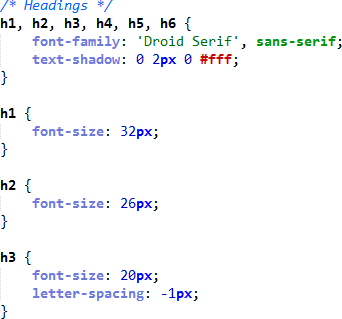 /* Headings */
h1, h2, h3, h4, h5, h6 {
    font-family: 'Droid Serif', sans-serif;
    text-shadow: 0 2px 0 #fff;
}

h1 {
    font-size: 32px;
}

h2 {
    font-size: 26px;
}

h3 {
    font-size: 20px;
    letter-spacing: -1px;
}